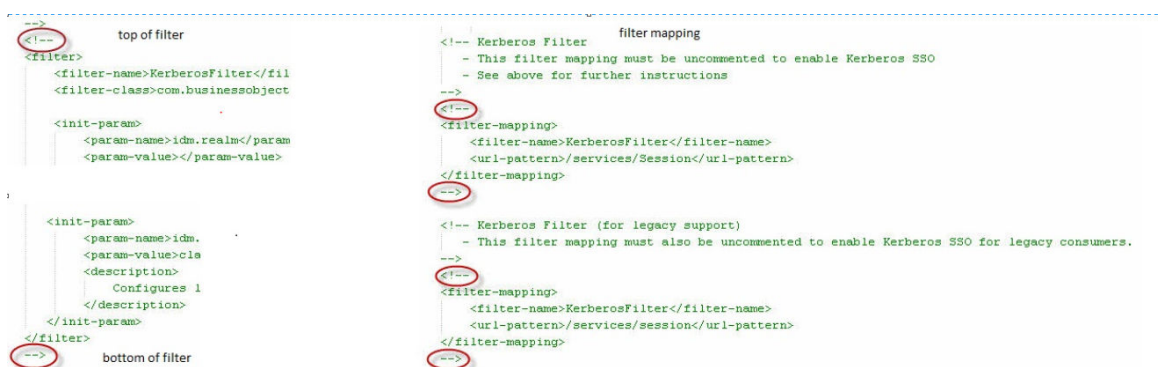 -->
<!--
top of filter
<filter>
<filter-name>KerberosFilter</fil
<filter-class>com.businessobject
<init-param>
<param-name>idm.realm</param
<param-value></param-value>
<init-param>
<param-name>idm.
<param-value>cla
<description>
Configures l
</description>
</init-param>
</filter>
-->
bottom of filter
filter mapping
<!-- Kerberos Filter
- This filter mapping must be uncommented to enable Kerberos SSO
- See above for further instructions
-->
<!--
<filter-mapping>
<filter-name>KerberosFilter</filter-name>
<url-pattern>/services/Session</url-pattern>
</filter-mapping>
-->
<!-- Kerberos Filter (for legacy support)
- This filter mapping must also be uncommented to enable Kerberos SSO for legacy consumers.
-->
<!--
<filter-mapping>
<filter-name>KerberosFilter</filter-name>
<url-pattern>/services/session</url-pattern>
</filter-mapping>
-->